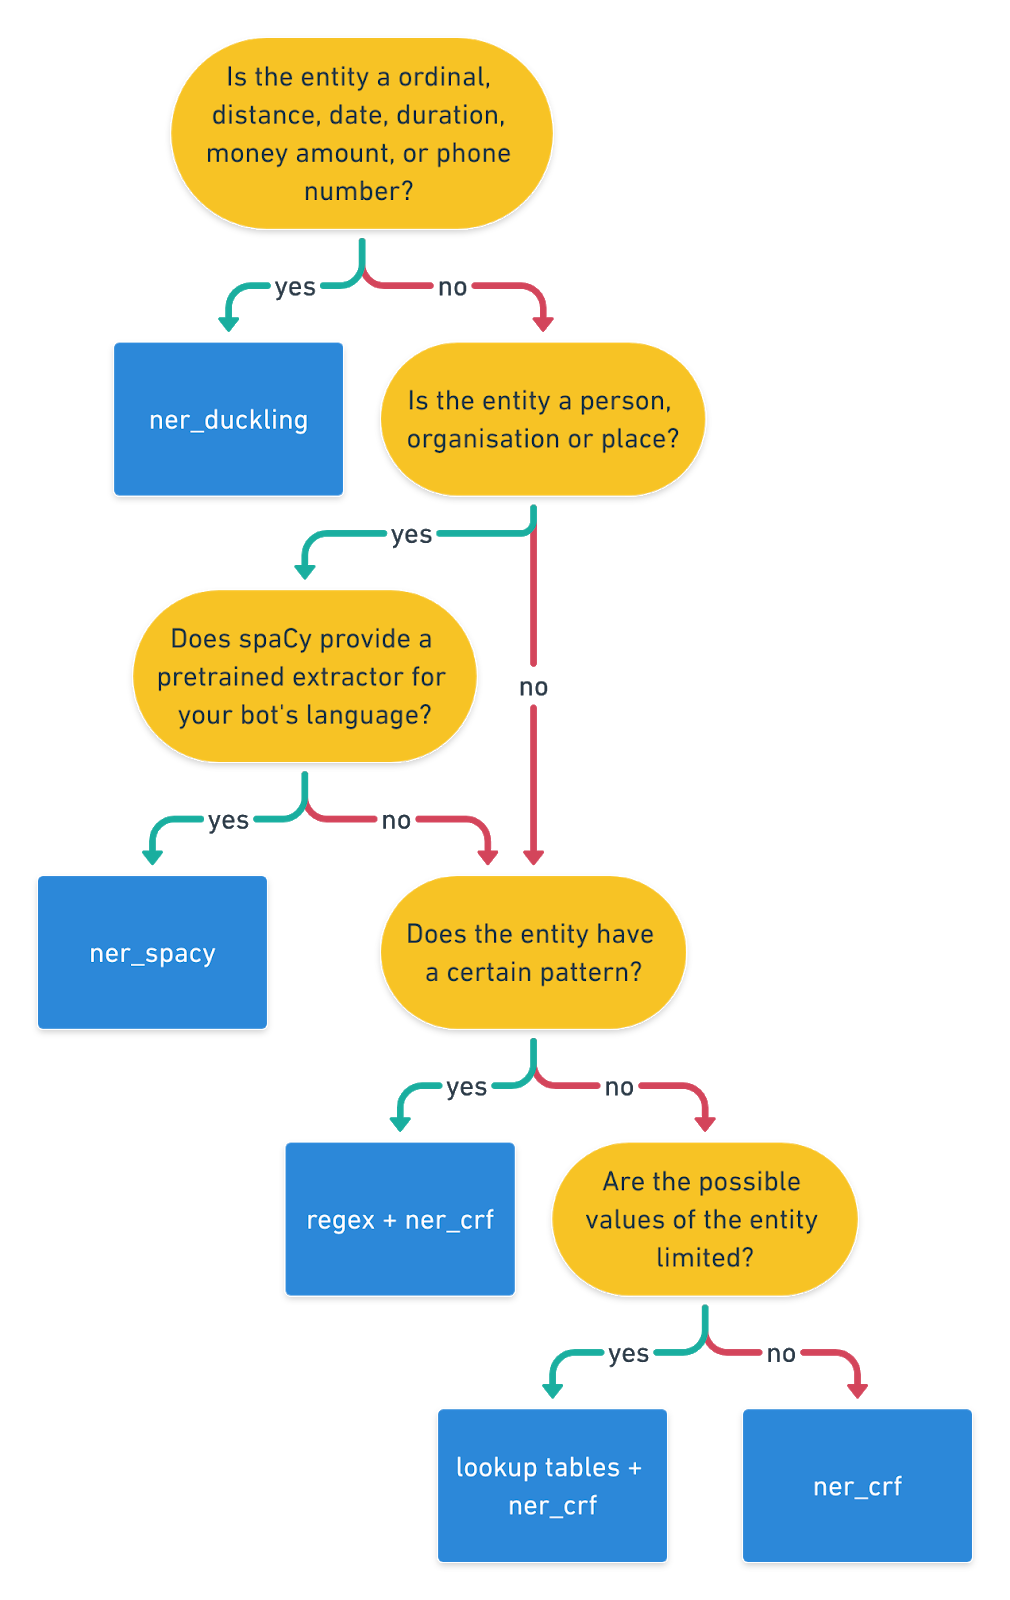 Is the entity a ordinal,
distance, date, duration,
money amount, or phone
number?
yes
no
ner_duckling
Is the entity a person,
organisation or place?
yes
no
Does spaCy provide a
pretrained extractor for
your bot's language?
yes
no
ner_spacy
Does the entity have
a certain pattern?
yes
no
regex + ner_crf
Are the possible
values of the entity
limited?
yes
no
lookup tables +
ner_crf
ner_crf